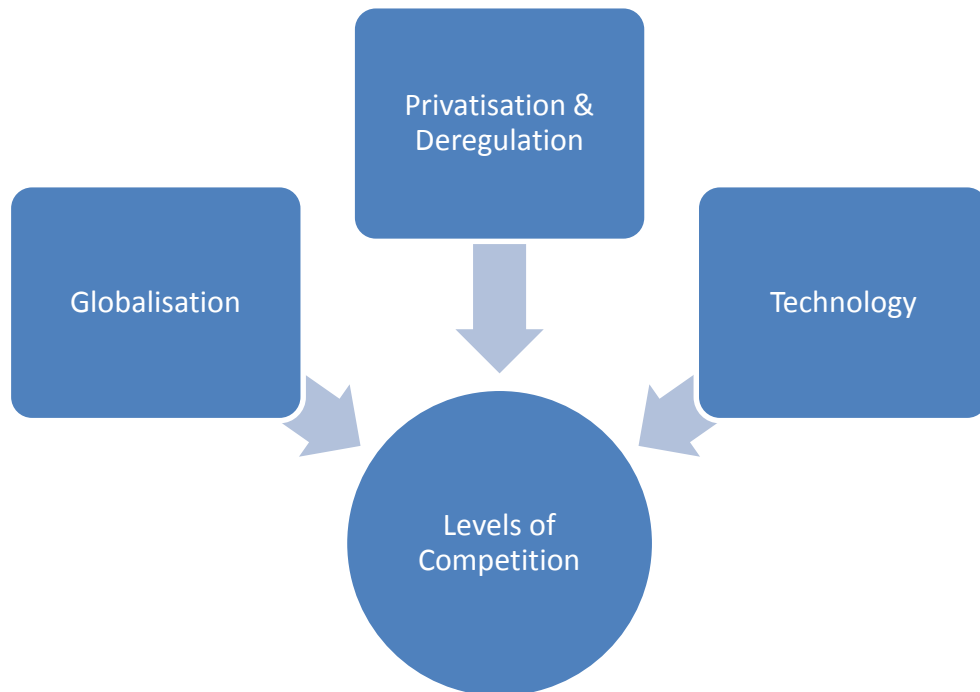 Privatisation &
Deregulation
Globalisation
Technology
Levels of
Competition